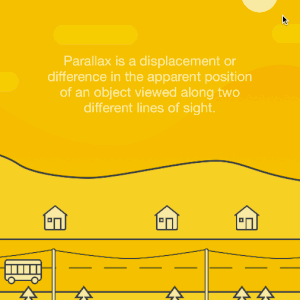 Parallax is a displacement or
difference in the apparent position
of an object viewed along two
different lines of sight.